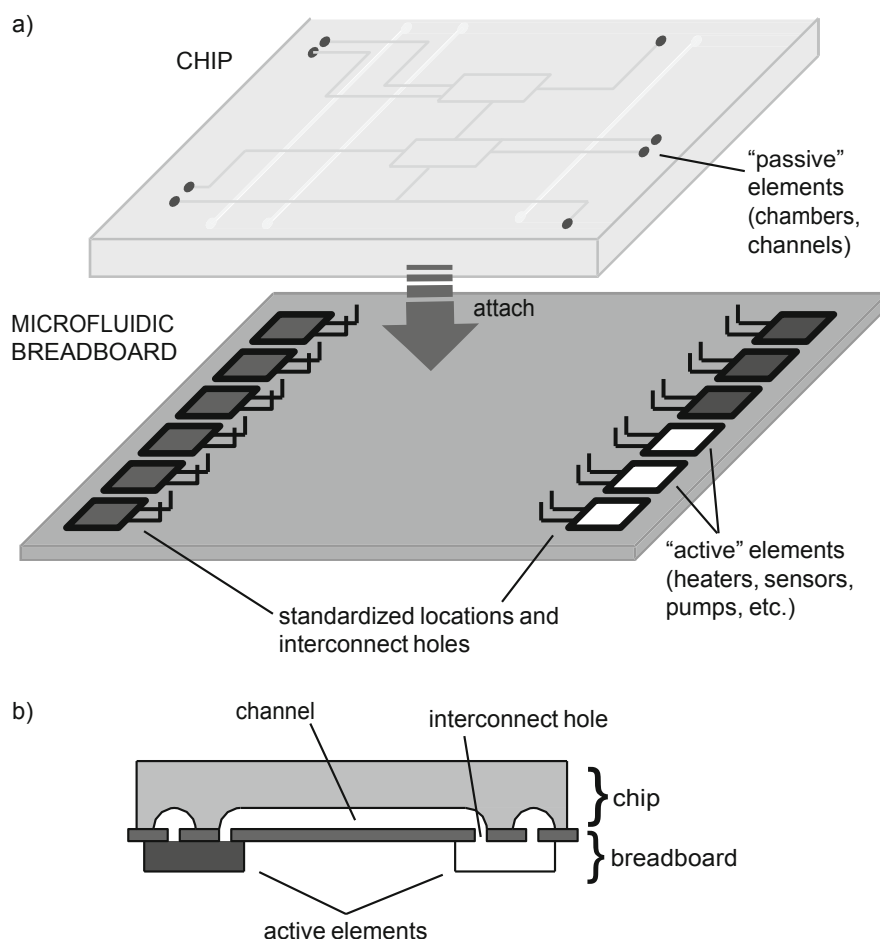 a)
CHIP
“passive”
elements
(chambers,
channels)
attach
MICROFLUIDIC
BREADBOARD
“active” elements
(heaters, sensors,
pumps, etc.)
standardized locations and
interconnect holes
b)
channel
interconnect hole
chip
breadboard
active elements